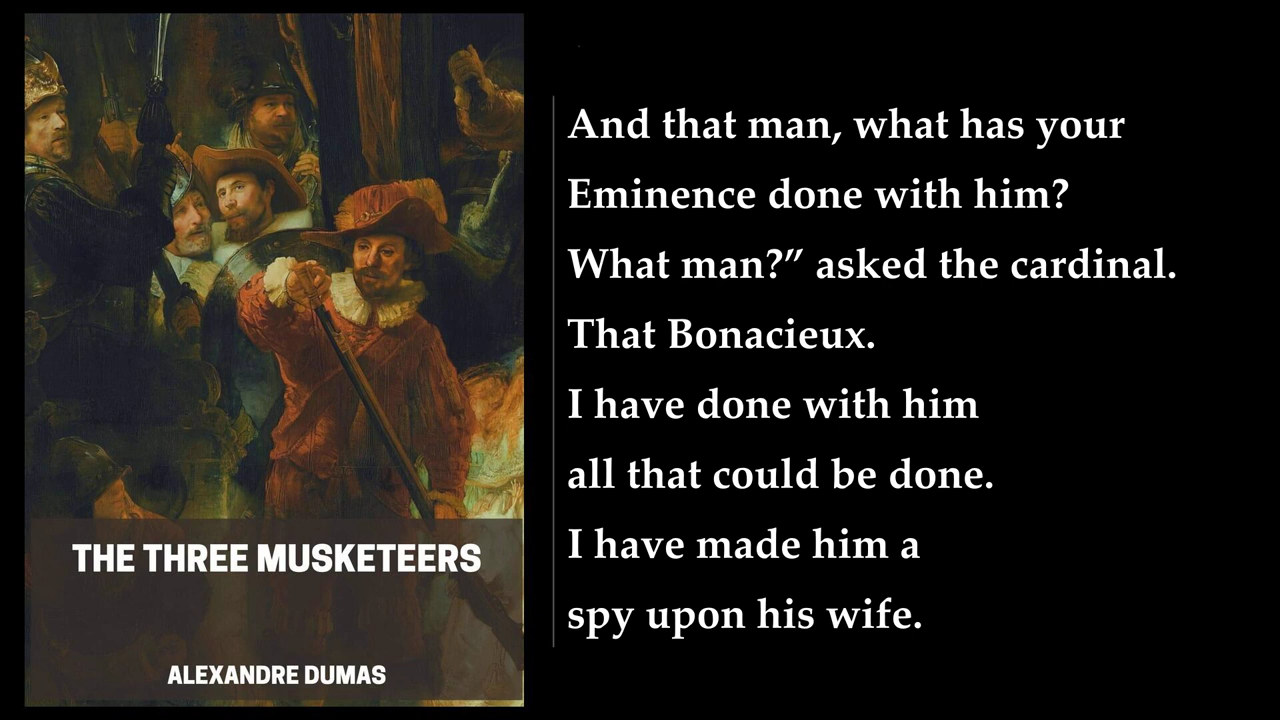 THE THREE MUSKETEERS
ALEXANDRE DUMAS
And that man, what has your
Eminence done with him?
What man?” asked the cardinal.
That Bonacieux.
I have done with him
all that could be done.
I have made him a
spy upon his wife.